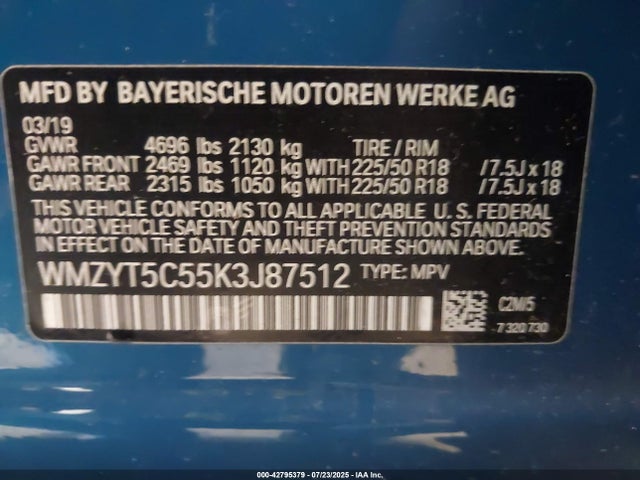 MFD BY BAYERISCHE MOTOREN WERKE AG
03/19
GVWR 4696 lbs 2130 kg TIRE / RIM
GAWR FRONT 2469 lbs 1120 kg WITH 225/50 R18 /7.5J x 18
GAWR REAR 2315 lbs 1050 kg WITH 225/50 R18 /7.5J x 18
THIS VEHICLE CONFORMS TO ALL APPLICABLE U. S. FEDERAL
MOTOR VEHICLE SAFETY AND THEFT PREVENTION STANDARDS
IN EFFECT ON THE DATE OF MANUFACTURE SHOWN ABOVE.
WMZYT5C55K3J87512 TYPE: MPV
C2M/5
7 320 730
000-42795379 - 07/23/2025 - IAA Inc.